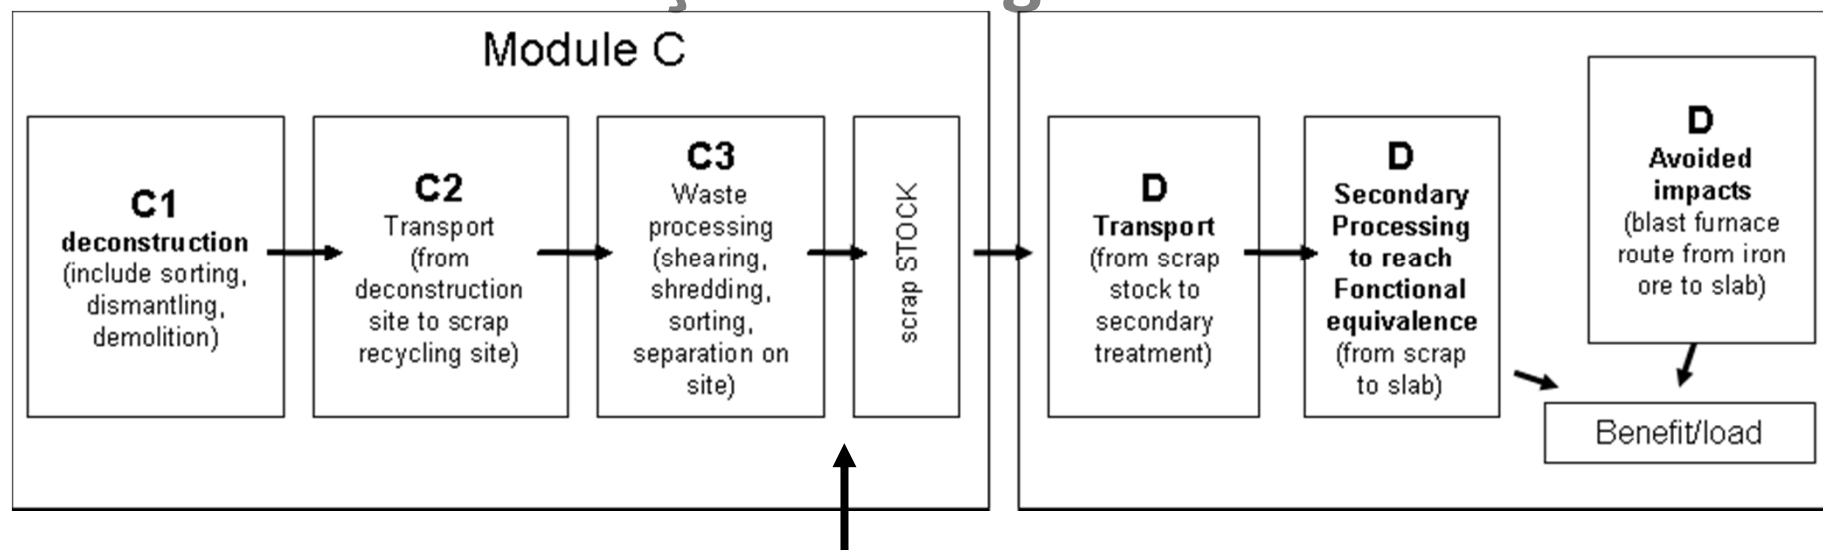 Module C
C1
deconstruction
(include sorting,
dismantling,
demolition)
C2
Transport
(from
deconstruction
site to scrap
recycling site)
C3
Waste
processing
(shearing,
shredding,
sorting,
separation on
site)
scrap STOCK
D
Transport
(from scrap
stock to
secondary
treatment)
D
Secondary
Processing
to reach
Fonctional
equivalence
(from scrap
to slab)
D
Avoided
impacts
(blast furnace
route from iron
ore to slab)
Benefit/load